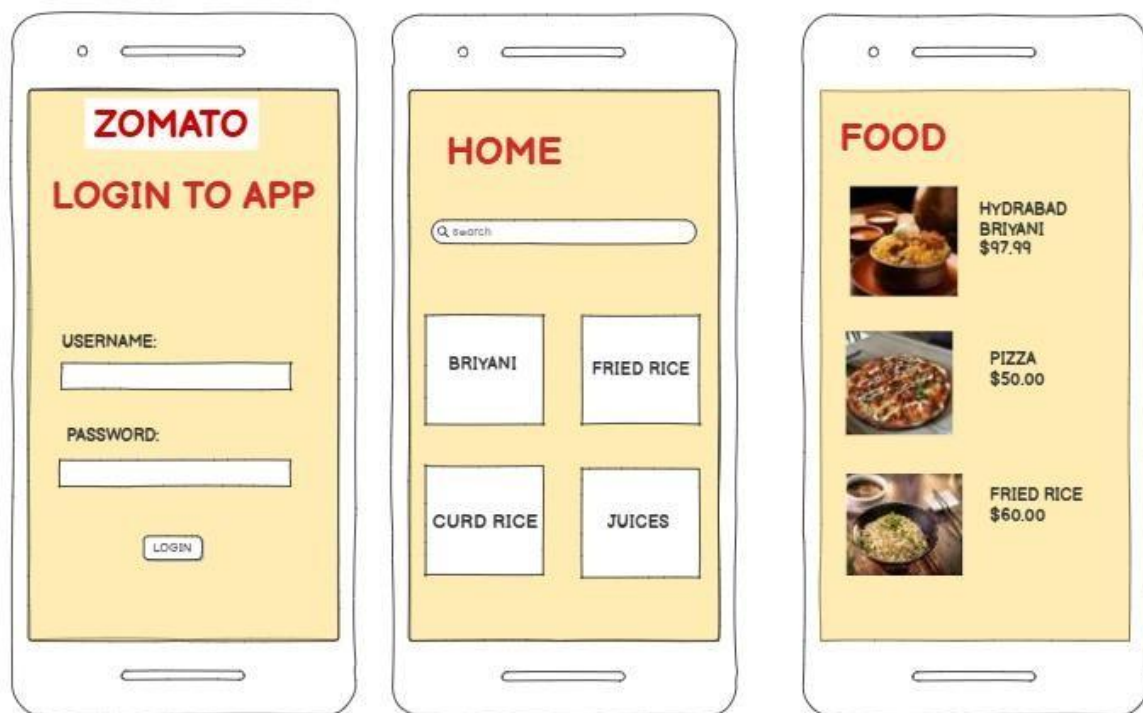 ZOMATO
LOGIN TO APP
USERNAME:
PASSWORD:
LOGIN
HOME
search
BRIYANI
FRIED RICE
CURD RICE
JUICES
FOOD
HYDRABAD
BRIYANI
$97.99
PIZZA
$50.00
FRIED RICE
$60.00